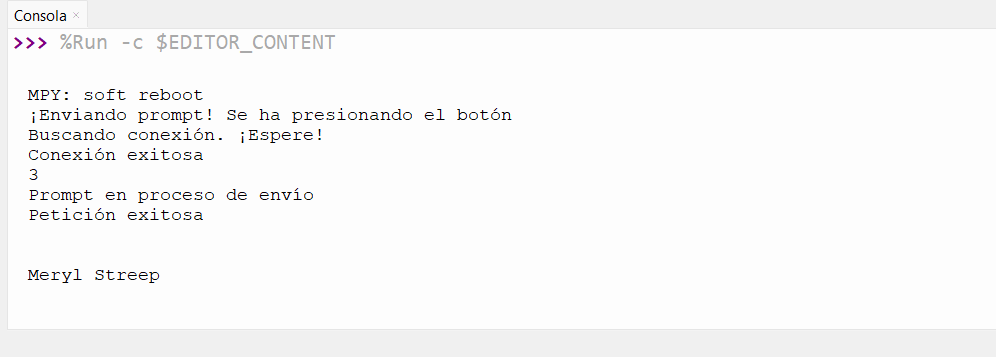 Consola ×
>>> %Run -c $EDITOR_CONTENT
MPY: soft reboot
¡Enviando prompt! Se ha presionando el botón
Buscando conexión. ¡Espere!
Conexión exitosa
3
Prompt en proceso de envío
Petición exitosa
Meryl Streep